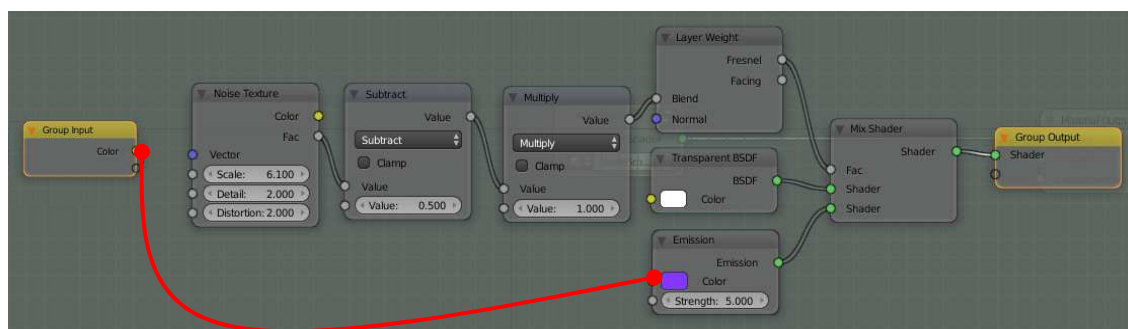 Group Input
Color
Noise Texture
Color
Fac
Vector
Scale: 6.100
Detail: 2.000
Distortion: 2.000
Subtract
Value
Subtract
Clamp
Value
Value: 0.500
Multiply
Value
Multiply
Clamp
Value
Value: 1.000
Layer Weight
Fresnel
Facing
Blend
Normal
Transparent BSDF
BSDF
Color
Emission
Emission
Color
Strength: 5.000
Mix Shader
Shader
Fac
Shader
Shader
Group Output
Shader
Material Outpu